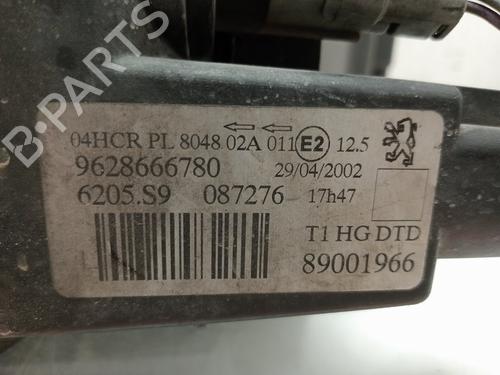 B-PARTS
04HCR PL 8048 02A 011 E2 12.5
9628666780 29/04/2002
6205.S9 087276 17h47
T1 HG DTD
89001966